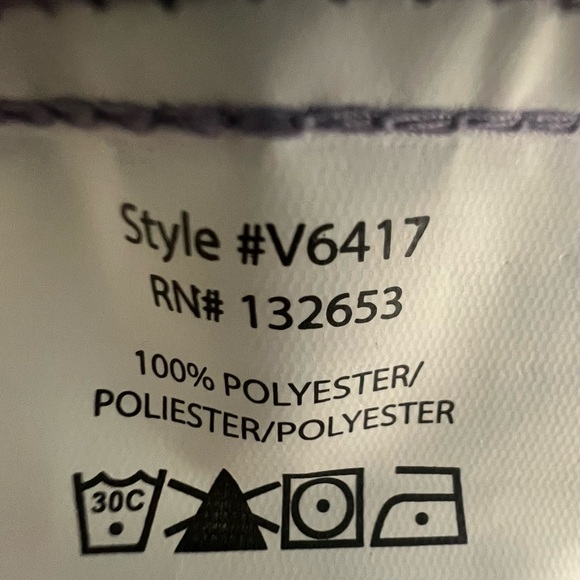 Style #V6417
RN# 132653
100% POLYESTER/
POLIESTER/POLYESTER
30C